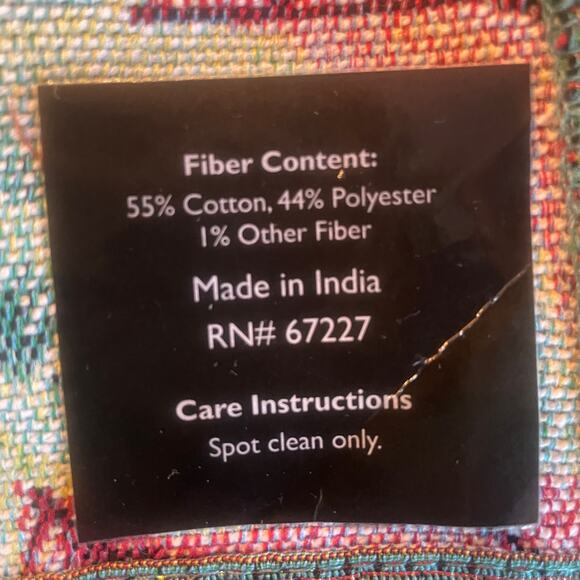 Fiber Content:
55% Cotton, 44% Polyester
1% Other Fiber
Made in India
RN# 67227
Care Instructions
Spot clean only.